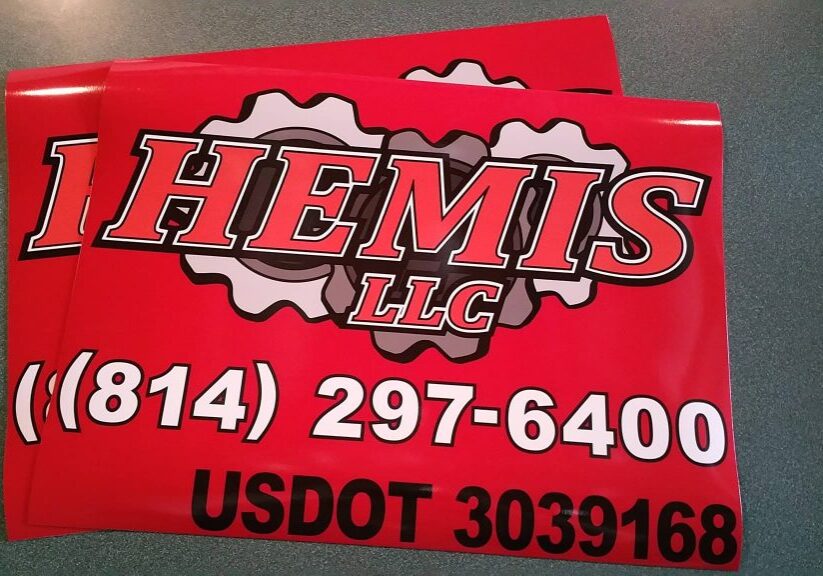 HEMIS
LLC
(814) 297-6400
USDOT 3039168